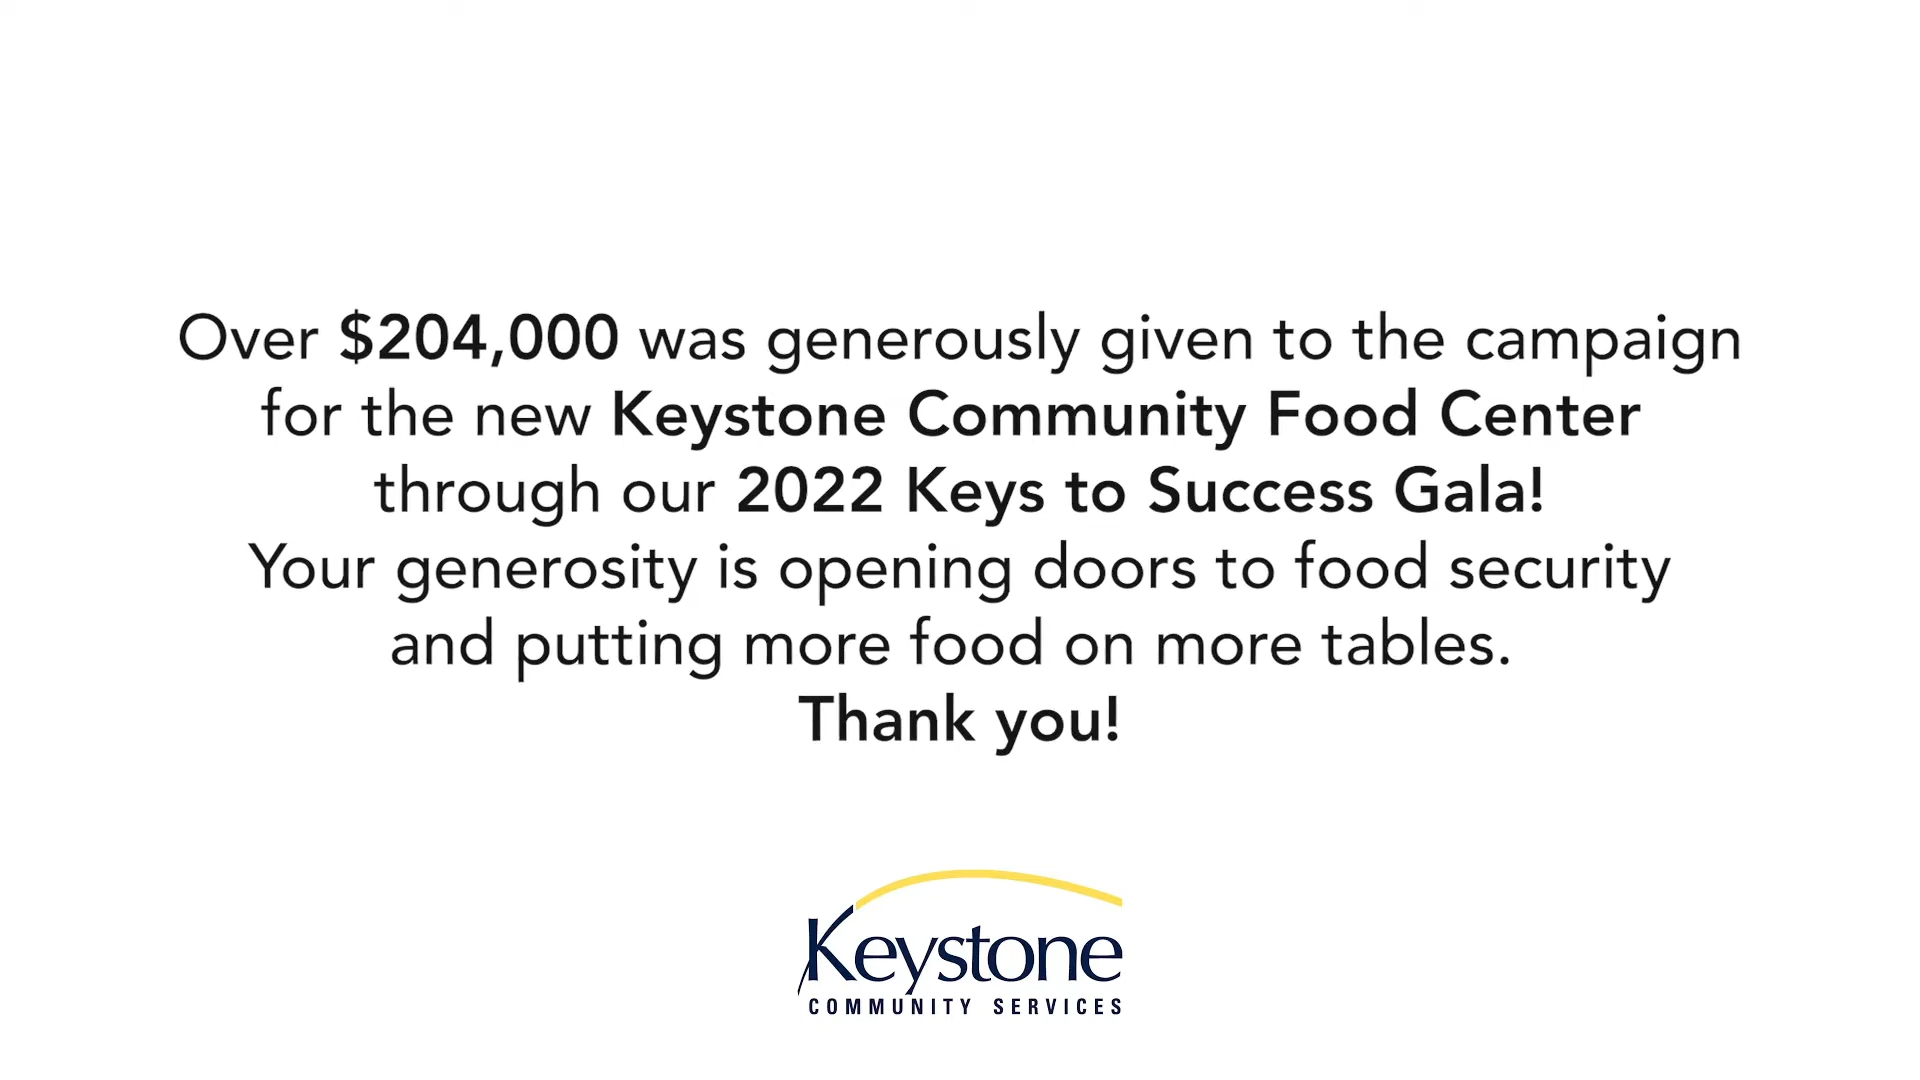 Over $204,000 was generously given to the campaign
for the new Keystone Community Food Center
through our 2022 Keys to Success Gala!
Your generosity is opening doors to food security
and putting more food on more tables.
Thank you!
Keystone
COMMUNITY SERVICES